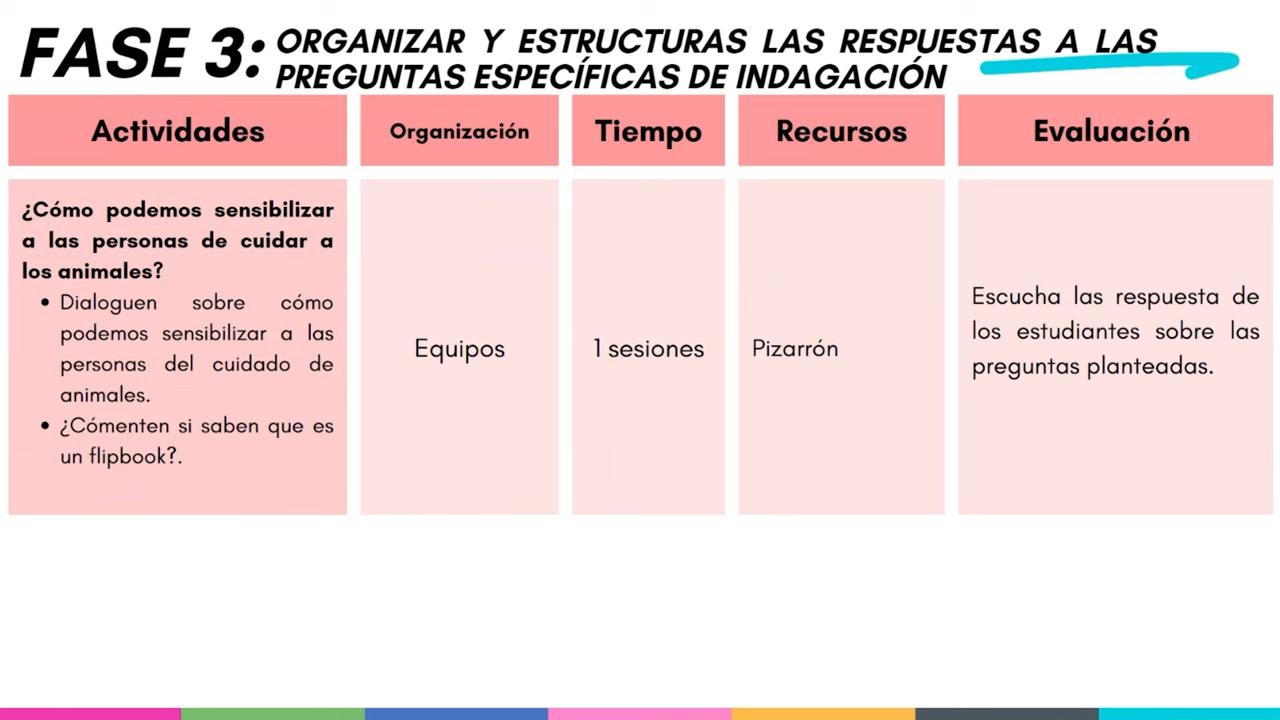 FASE 3:
ORGANIZAR Y ESTRUCTURAS LAS RESPUESTAS A LAS
PREGUNTAS ESPECÍFICAS DE INDAGACIÓN
Actividades
Organización
Tiempo
Recursos
Evaluación
¿Cómo podemos sensibilizar
a las personas de cuidar a
los animales?
• Dialoguen sobre cómo
podemos sensibilizar a las
personas del cuidado de
animales.
• ¿Cómenten si saben que es
un flipbook?.
Equipos
1 sesiones
Pizarrón
Escucha las respuesta de
los estudiantes sobre las
preguntas planteadas.